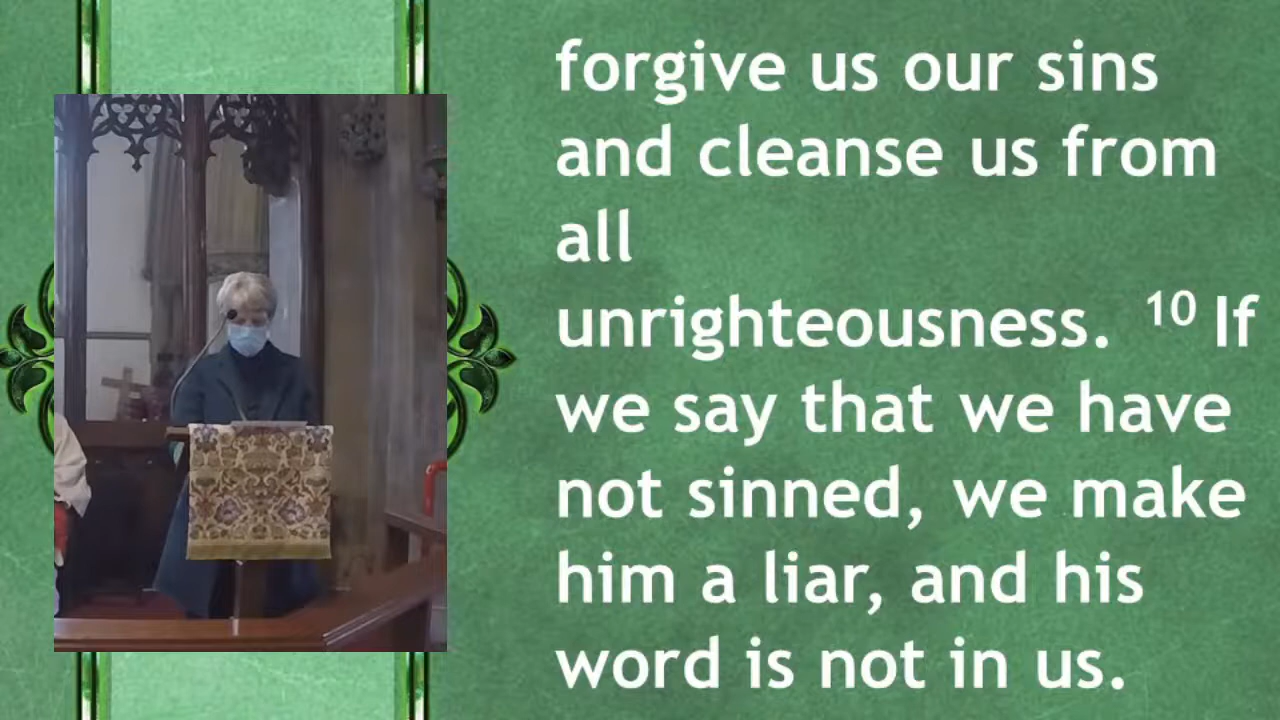 forgive us our sins
and cleanse us from
all
unrighteousness. ¹⁰ If
we say that we have
not sinned, we make
him a liar, and his
word is not in us.